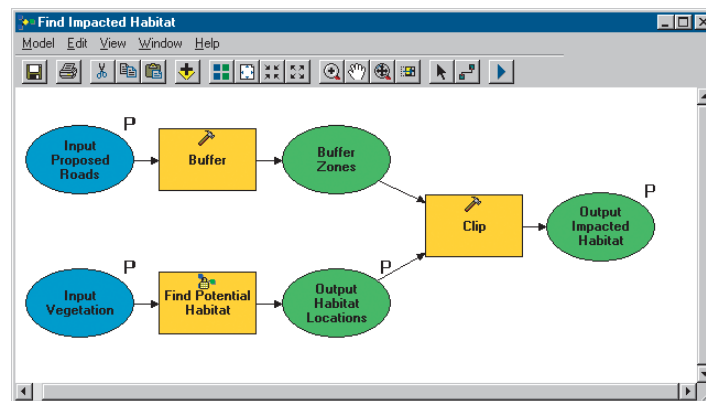 Find Impacted Habitat
Model Edit View Window Help
P
Input
Proposed
Roads
Buffer
Buffer
Zones
Clip
P
Output
Impacted
Habitat
P
Input
Vegetation
Find Potential
Habitat
P
Output
Habitat
Locations